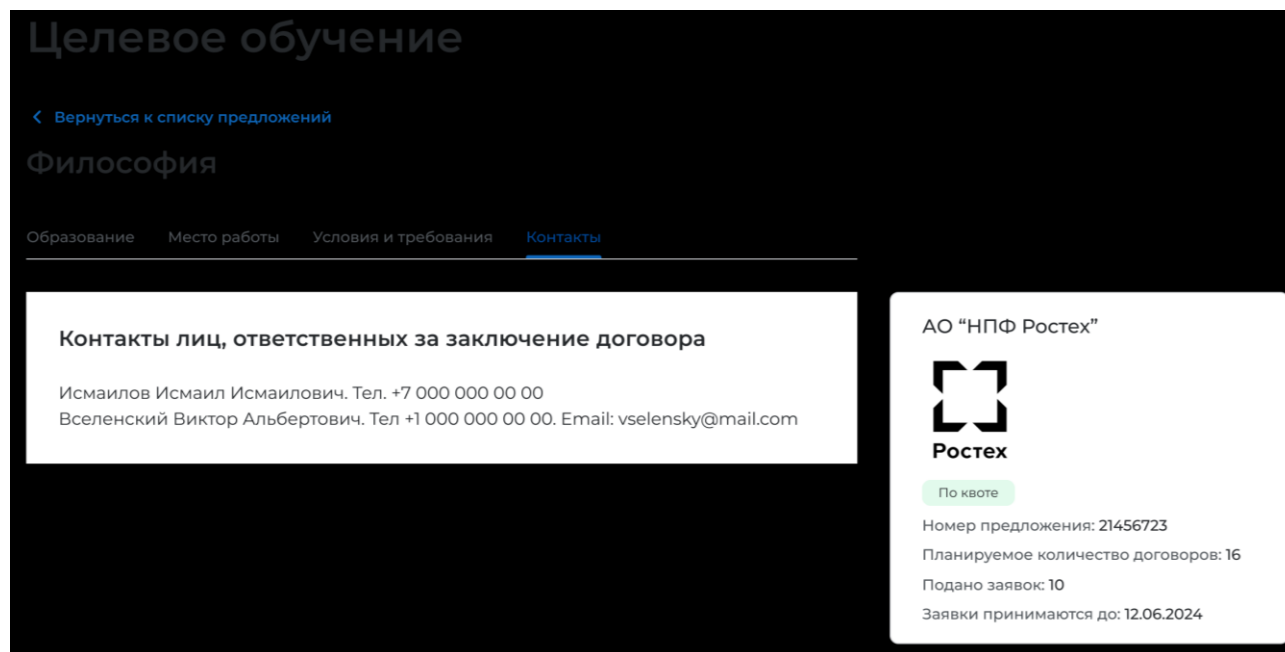 Целевое обучение
Вернуться к списку предложений
Философия
Образование Место работы Условия и требования Контакты
Контакты лиц, ответственных за заключение договора
Исмаилов Исмаил Исмаилович. Тел. +7 000 000 00 00
Вселенский Виктор Альбертович. Тел +1 000 000 00 00. Email: vselensky@mail.com
АО “НПФ Ростех”
Ростех
По квоте
Номер предложения: 21456723
Планируемое количество договоров: 16
Подано заявок: 10
Заявки принимаются до: 12.06.2024